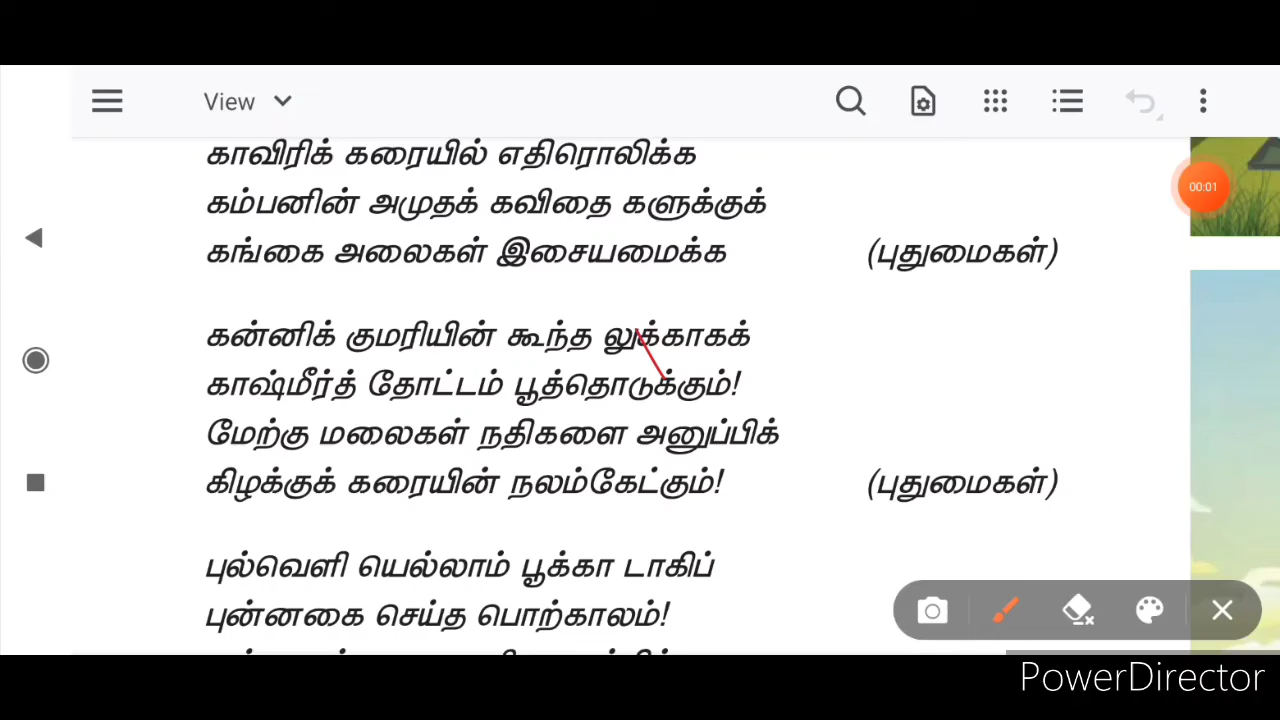 View
காவிரிக் கரையில் எதிரொலிக்க
00:01
கம்பனின் அமுதக் கவிதை களுக்குக்
கங்கை அலைகள் இசையமைக்க (புதுமைகள்)
கன்னிக் குமரியின் கூந்த லுக்காகக்
காஷ்மீர்த் தோட்டம் பூத்தொடுக்கும்!
மேற்கு மலைகள் நதிகளை அனுப்பிக்
கிழக்குக் கரையின் நலம்கேட்கும்! (புதுமைகள்)
புல்வெளி யெல்லாம் பூக்கா டாகிப்
புன்னகை செய்த பொற்காலம்!
PowerDirector